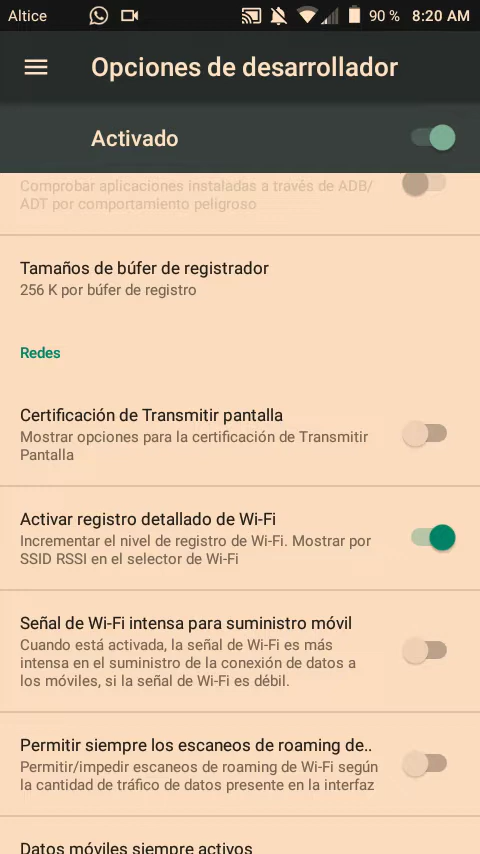 Altice
90 %
8:20 AM
Opciones de desarrollador
Activado
Comprobar aplicaciones instaladas a través de ADB/
ADT por comportamiento peligroso
Tamaños de búfer de registrador
256 K por búfer de registro
Redes
Certificación de Transmitir pantalla
Mostrar opciones para la certificación de Transmitir
Pantalla
Activar registro detallado de Wi-Fi
Incrementar el nivel de registro de Wi-Fi. Mostrar por
SSID RSSI en el selector de Wi-Fi
Señal de Wi-Fi intensa para suministro móvil
Cuando está activada, la señal de Wi-Fi es más
intensa en el suministro de la conexión de datos a
los móviles, si la señal de Wi-Fi es débil.
Permitir siempre los escaneos de roaming de..
Permitir/impedir escaneos de roaming de Wi-Fi según
la cantidad de tráfico de datos presente en la interfaz
Datos móviles siempre activos